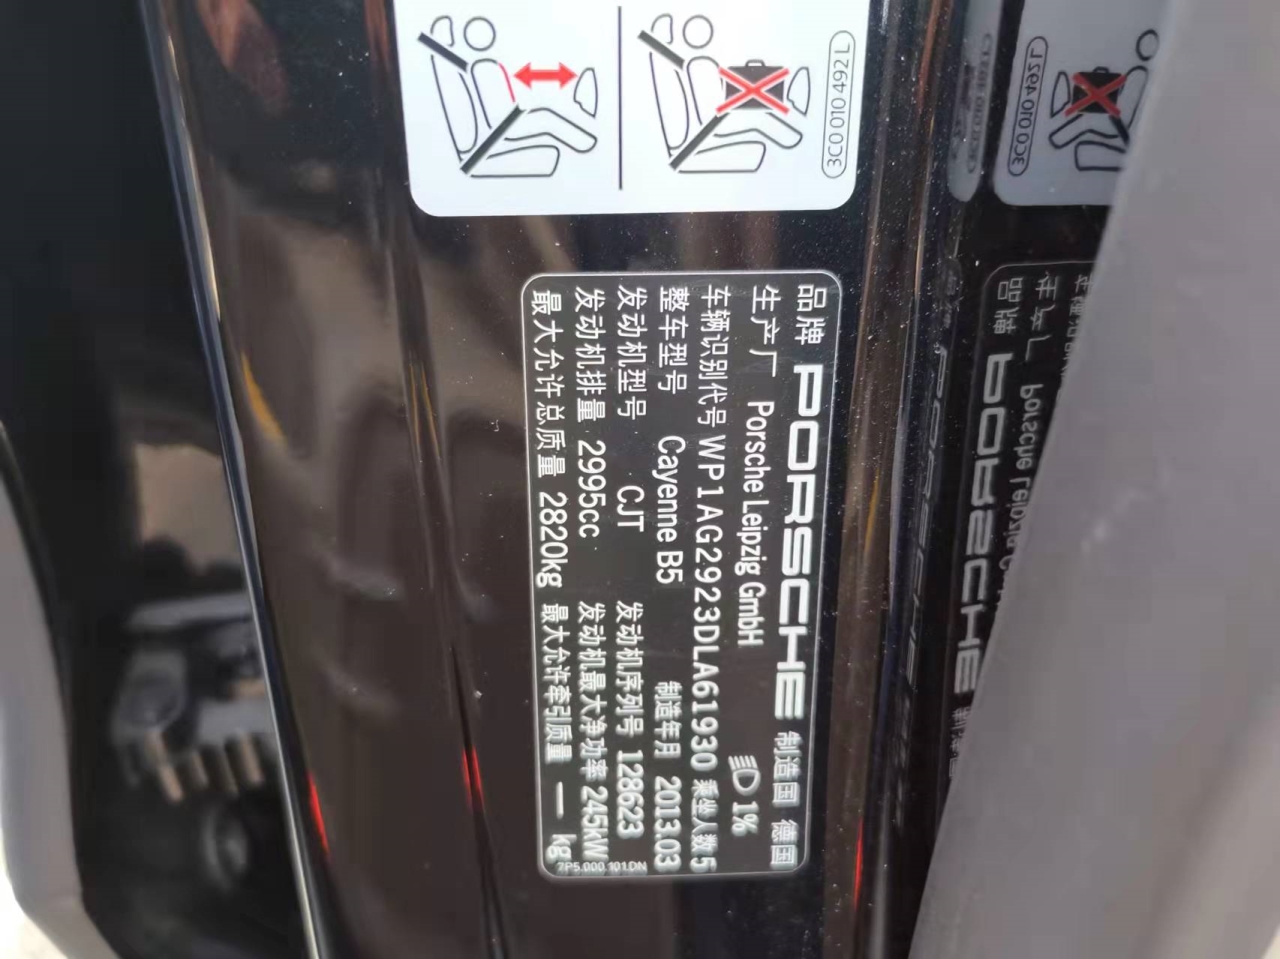 3C0 010 492 L
品牌 PORSCHE 制造国 德国
生产厂 Porsche Leipzig GmbH 1%
车辆识别代号 WP1AG2923DLA61930 乘坐人数 5
整车型号 Cayenne B5 制造年月 2013.03
发动机型号 CJT 发动机序列号 128623
发动机排量 2995cc 发动机最大净功率 245kW
最大允许总质量 2820kg 最大允许牵引质量 — kg
7P5.000.101.DN